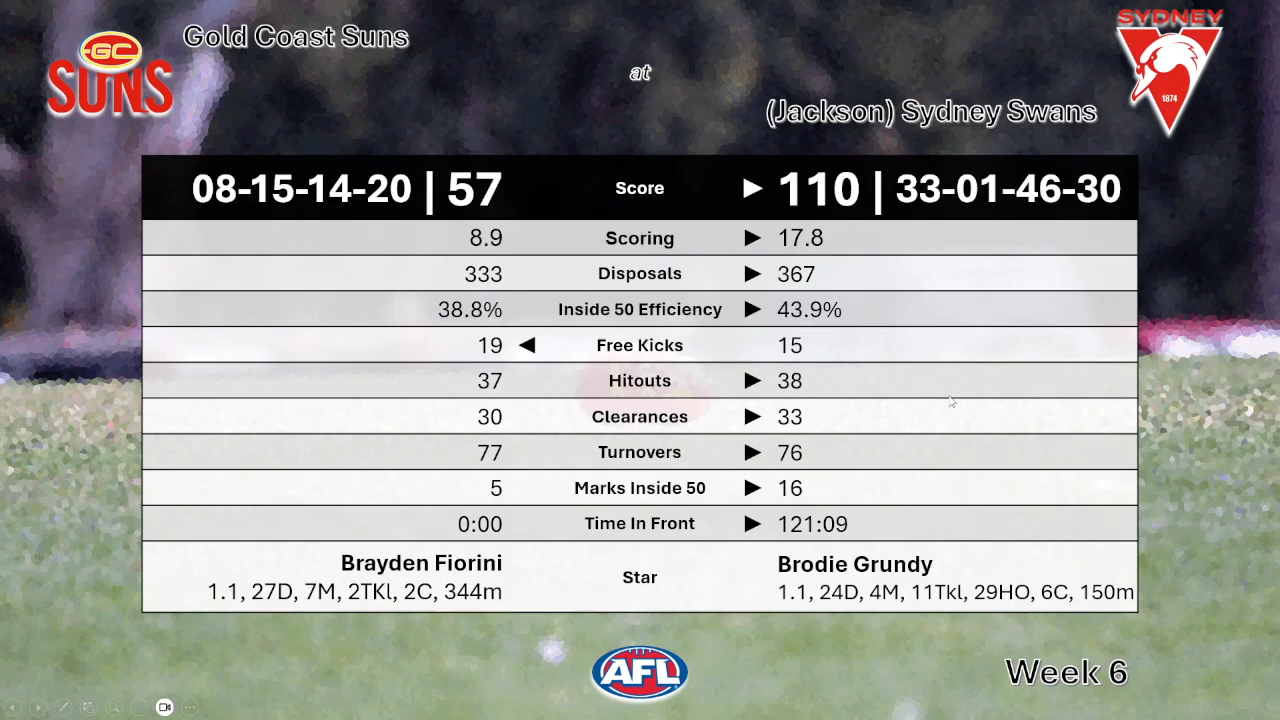 Gold Coast Suns
GC
SUNS
at
SYDNEY
1874
(Jackson) Sydney Swans
08-15-14-20 | 57 Score ► 110 | 33-01-46-30
8.9 Scoring ► 17.8
333 Disposals ► 367
38.8% Inside 50 Efficiency ► 43.9%
19 ◄ Free Kicks 15
37 Hitouts ► 38
30 Clearances ► 33
77 Turnovers ► 76
5 Marks Inside 50 ► 16
0:00 Time In Front ► 121:09
Brayden Fiorini Brodie Grundy
1.1, 27D, 7M, 2TKl, 2C, 344m Star 1.1, 24D, 4M, 11Tkl, 29HO, 6C, 150m
AFL
Week 6